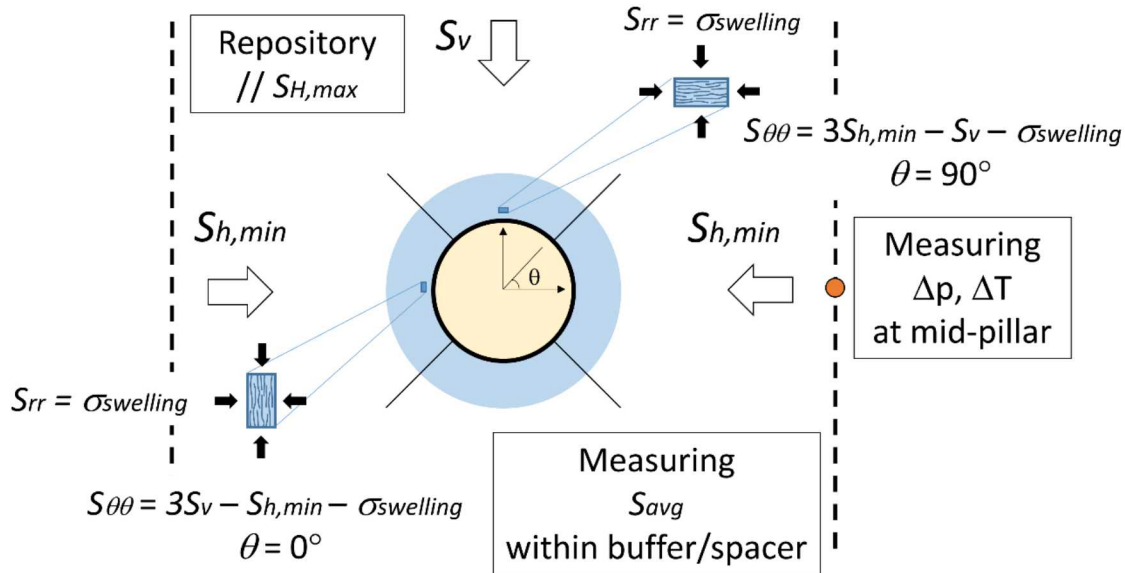 Repository
// SH,max
Sv
Srr = σswelling
Sθθ = 3Sh,min – Sv – σswelling
θ = 90°
Sh,min
Sh,min
θ
Measuring
Δp, ΔT
at mid-pillar
Srr = σswelling
Sθθ = 3Sv – Sh,min – σswelling
θ = 0°
Measuring
Savg
within buffer/spacer